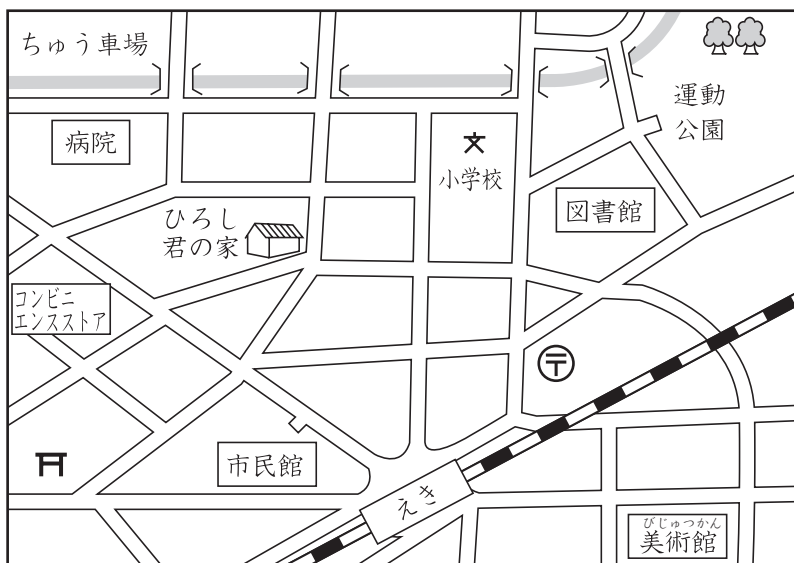 ちゅう車場
運動
公園
病院
文
小学校
図書館
ひろし
君の家
コンビニ
エンスストア
〒
市民館
えき
びじゅつかん
美術館